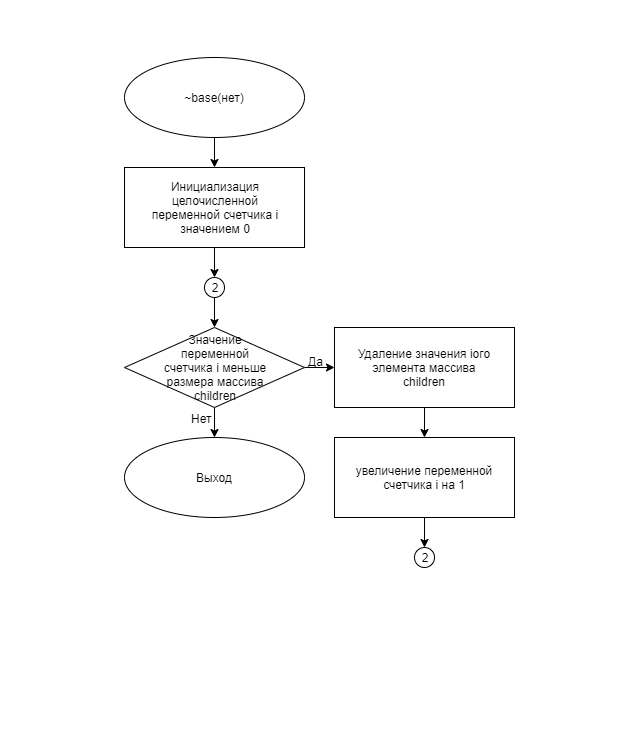 ~base(нет)
Инициализация
целочисленной
переменной счетчика i
значением 0
2
Значение
переменной
счетчика i меньше
размера массива
children
Да
Удаление значения iого
элемента массива
children
Нет
Выход
увеличение переменной
счетчика i на 1
2